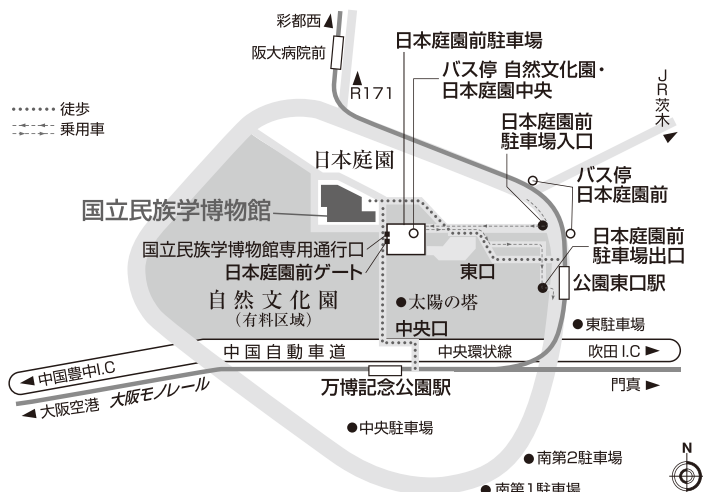 彩都西
阪大病院前
R171
徒歩
乗用車
日本庭園前駐車場
バス停 自然文化園・
日本庭園中央
JR茨木
日本庭園前
駐車場入口
バス停
日本庭園前
日本庭園
国立民族学博物館
国立民族学博物館専用通行口
日本庭園前ゲート
日本庭園前
駐車場出口
東口
公園東口駅
自然文化園
(有料区域)
太陽の塔
中央口
東駐車場
中国自動車道
中央環状線
吹田I.C
中国豊中I.C
万博記念公園駅
門真
大阪空港 大阪モノレール
中央駐車場
南第2駐車場
南第1駐車場
N